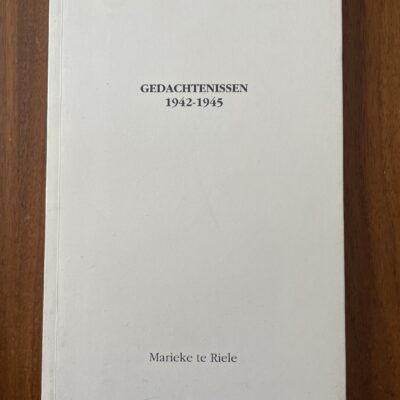 GEDACHTENISSEN
1942-1945
Marieke te Riele